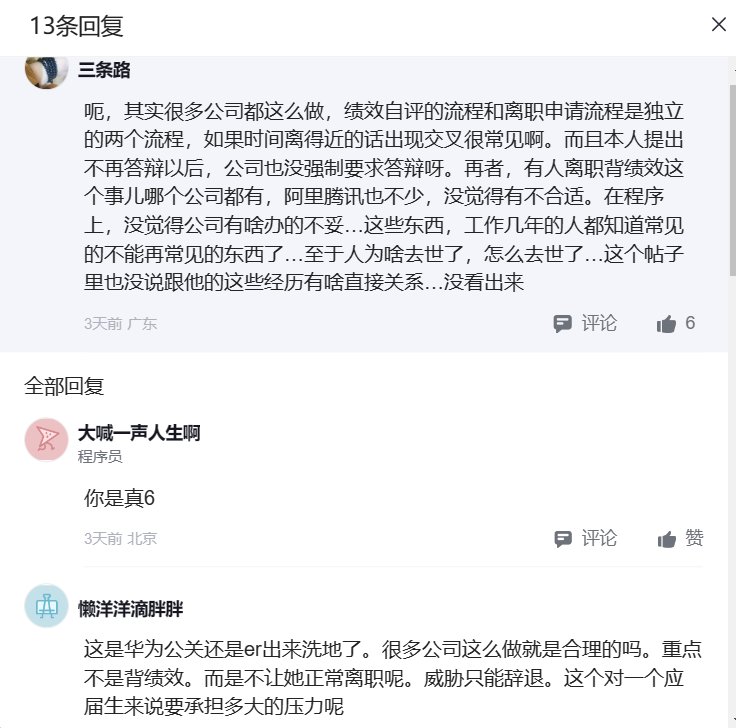 13条回复
三条路
呃，其实很多公司都这么做，绩效自评的流程和离职申请流程是独立
的两个流程，如果时间离得近的话出现交叉很常见啊。而且本人提出
不再答辩以后，公司也没强制要求答辩呀。再者，有人离职背绩效这
个事儿哪个公司都有，阿里腾讯也不少，没觉得有不合适。在程序
上，没觉得公司有啥办的不妥…这些东西，工作几年的人都知道常见
的不能再常见的东西了…至于人为啥去世了，怎么去世了…这个帖子
里也没说跟他的这些经历有啥直接关系…没看出来
3天前 广东 评论 6
全部回复
大喊一声人生啊
程序员
你是真6
3天前 北京 评论 赞
懒洋洋滴胖胖
这是华为公关还是er出来洗地了。很多公司这么做就是合理的吗。重点
不是背绩效。而是不让她正常离职呢。威胁只能辞退。这个对一个应
届生来说要承担多大的压力呢